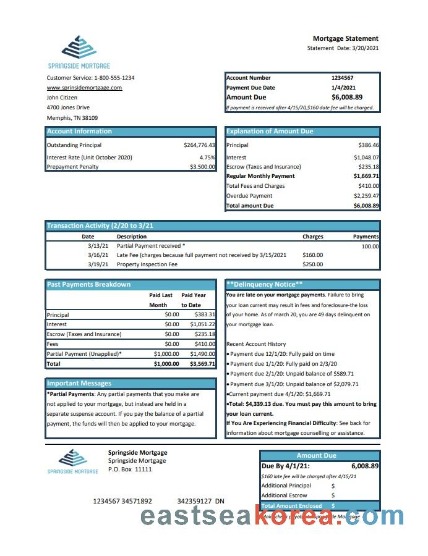 Mortgage Statement
Statement Date: 3/20/2021
SPRINGSIDE MORTGAGE
Customer Service: 1-800-555-1234
www.sprinsidemortgaage.com
John Citizen
4700 Jones Drive
Memphis, TN 38109
Account Number 1234567
Payment Due Date 1/4/2021
Amount Due $6,008.89
If payment is received after 4/15/20,$160 date fee will be charged.
Account Information
Outstanding Principal $264,776.43
Interest Rate (Unit October 2020) 4.75%
Prepayment Penalty $3,500.00
Explanation of Amount Due
Principal $386.46
Interest $1,048.07
Escrow (Taxes and Insurance) $235.18
Regular Monthly Payment $1,669.71
Total Fees and Charges $410.00
Overdue Payment $2,259.47
Total amount Due $6,008.89
Transaction Activity (2/20 to 3/21
Date Description Charges Payments
3/13/21 Partial Payment received * 100.00
3/16/21 Late Fee (charges because full payment not received by 3/15/2021 $160.00
3/19/21 Property Inspection Fee $250.00
Past Payments Breakdown
Paid Last Paid Year
Month to Date
Principal $0.00 $383.31
Interest $0.00 $1,051.22
Escrow (Taxes and Insurance) $0.00 $235.18
Fees $0.00 $410.00
Partial Payment (Unapplied)* $1,000.00 $1,490.00
Total $1,000.00 $3,569.71
Important Messages
*Partial Payments: Any partial payments that you make are
not applied to your mortgage, but instead are held in a
separate suspense account. If you pay the balance of a partial
payment, the funds will then be applied to your mortgage.
**Delinquency Notice**
You are late on your mortgage payments. Failure to bring
your loan current may result in fees and foreclosure-the loss
of your home. As of march 20, you are 49 days delinquent on
your mortgage loan.
Recent Account History
• Payment due 12/1/20: Fully paid on time
• Payment due 1/1/20: Fully paid on 2/3/20
• Payment due 2/1/20: Unpaid balance of $589.71
• Payment due 3/1/20: Unpaid balance of $2,079.71
•Current payment due 4/1/20: $1,669.71
•Total: $4,339.13 due. You must pay this amount to bring
your loan current.
If You Are Experiencing Financial Difficulty: See back for
information about mortgage counselling or assistance.
SPRINGSIDE MORTGAGE
Springside Mortgage
Springside Mortgage
P.O. Box 11111
1234567 34571892 342359127 DN
Amount Due
Due By 4/1/21: 6,008.89
$160 late fee will be charged after 4/15/21
Additional Principal $
Additional Escrow $
Total Amount Enclosed $
eastseakorea.com